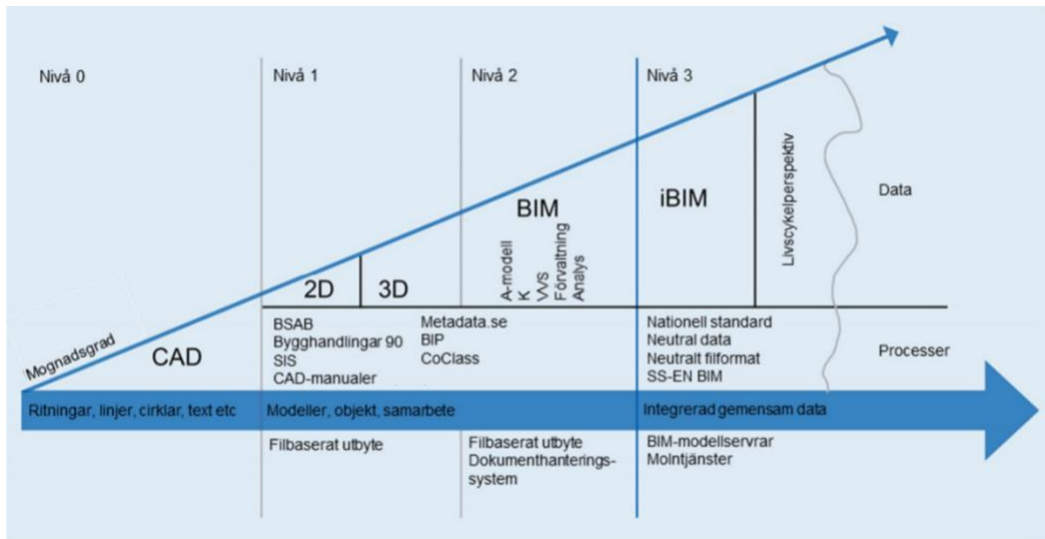 Nivå 0
Nivå 1
Nivå 2
Nivå 3
Mognadsgrad
CAD
2D
3D
BIM
A-modell
K
VVS
Förvaltning
Analys
iBIM
Livscykelperspektiv
Data
BSAB
Bygghandlingar 90
SIS
CAD-manualer
Metadata.se
BIP
CoClass
Nationell standard
Neutral data
Neutralt filformat
SS-EN BIM
Processer
Ritningar, linjer, cirklar, text etc
Modeller, objekt, samarbete
Integrerad gemensam data
Filbaserat utbyte
Filbaserat utbyte
Dokumenthanterings-
system
BIM-modellservrar
Molntjänster